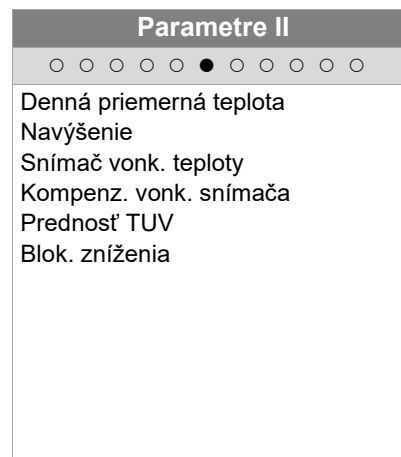 Parametre II
Denná priemerná teplota
Navýšenie
Snímač vonk. teploty
Kompenz. vonk. snímača
Prednosť TUV
Blok. zníženia